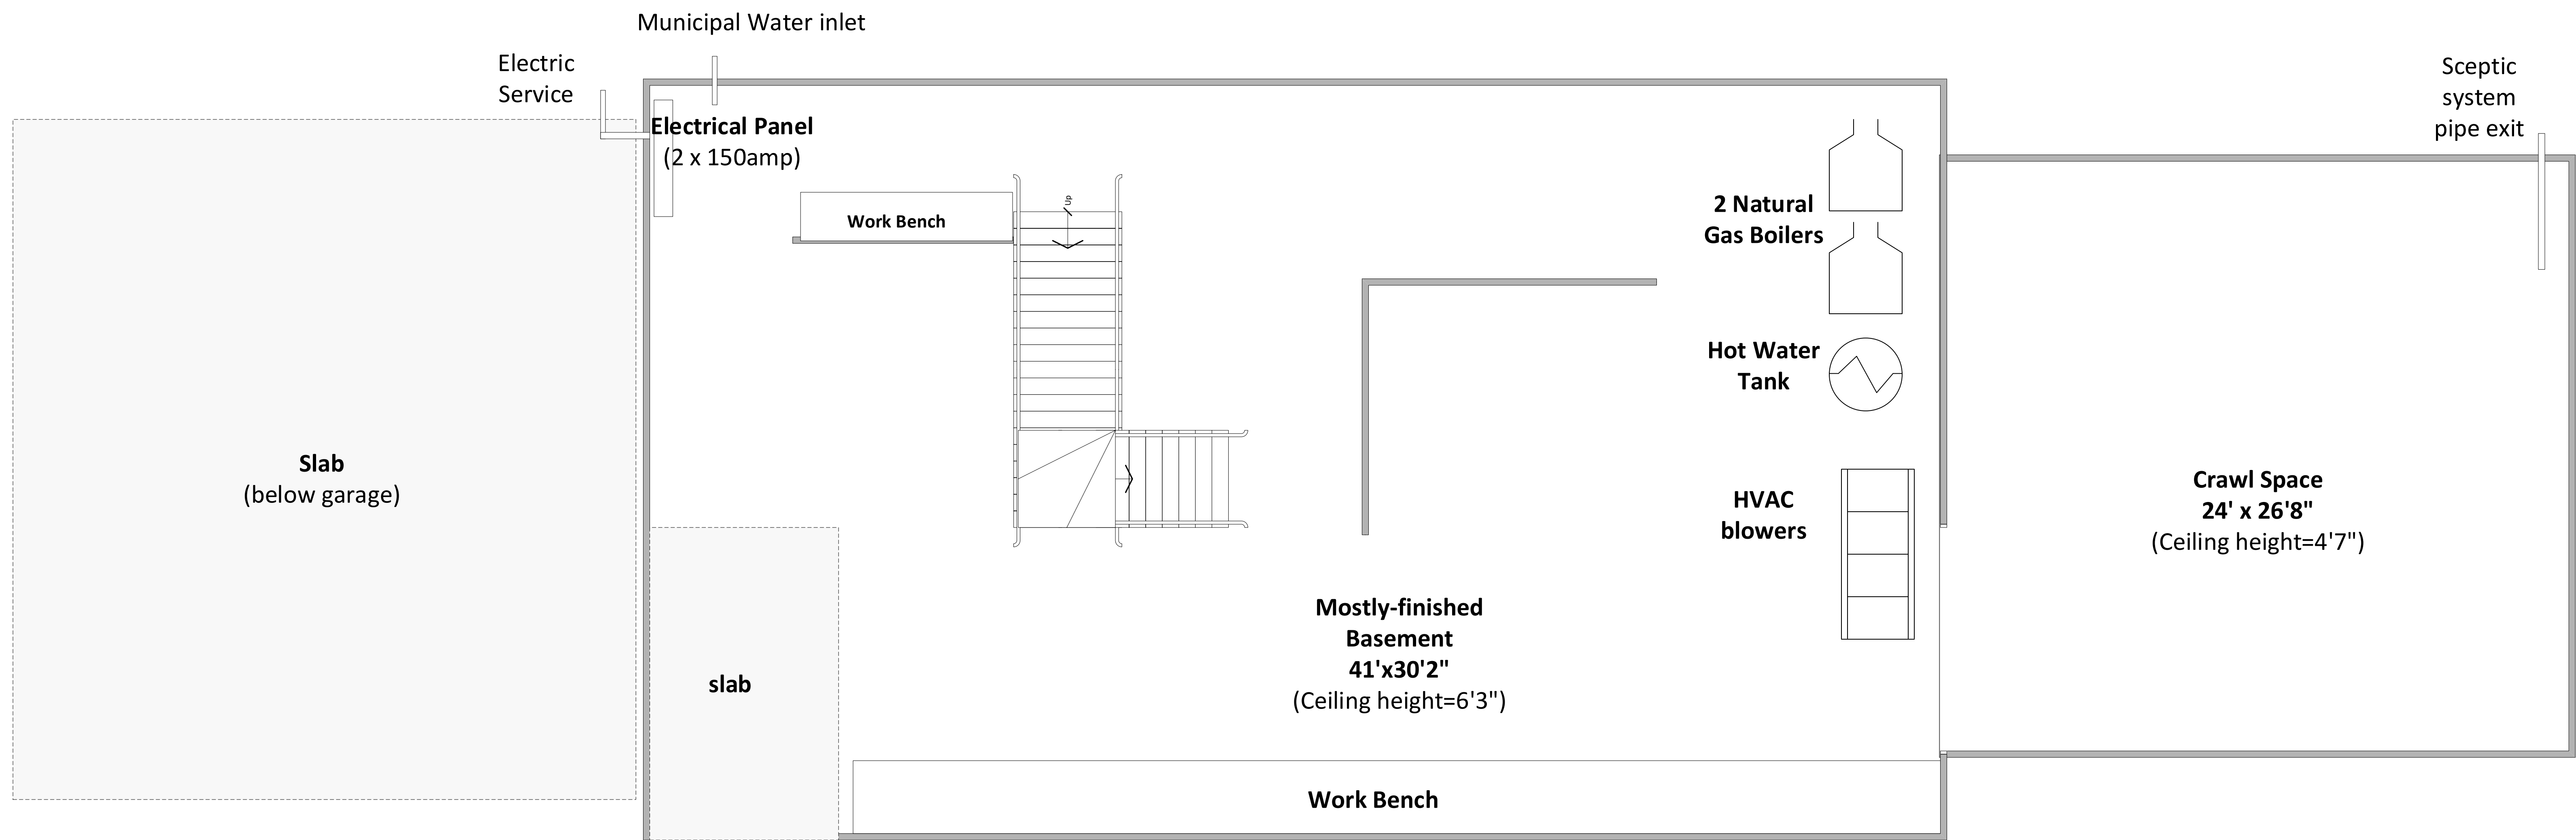 Municipal Water inlet
Electric
Service
Sceptic
system
pipe exit
Electrical Panel
(2 x 150amp)
Work Bench
Up
2 Natural
Gas Boilers
Hot Water
Tank
Slab
(below garage)
HVAC
blowers
Crawl Space
24' x 26'8"
(Ceiling height=4'7")
Mostly-finished
Basement
41'x30'2"
(Ceiling height=6'3")
slab
Work Bench